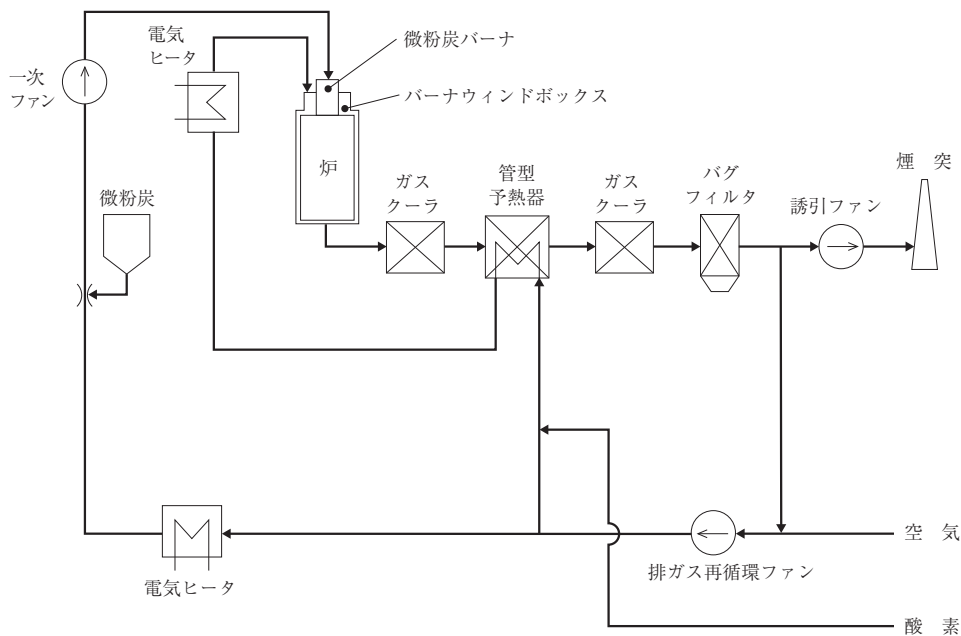 電気
ヒータ
微粉炭バーナ
一次
ファン
バーナウィンドボックス
炉
煙 突
バグ
フィルタ
管型
予熱器
ガス
クーラ
ガス
クーラ
誘引ファン
微粉炭
空 気
排ガス再循環ファン
電気ヒータ
酸 素